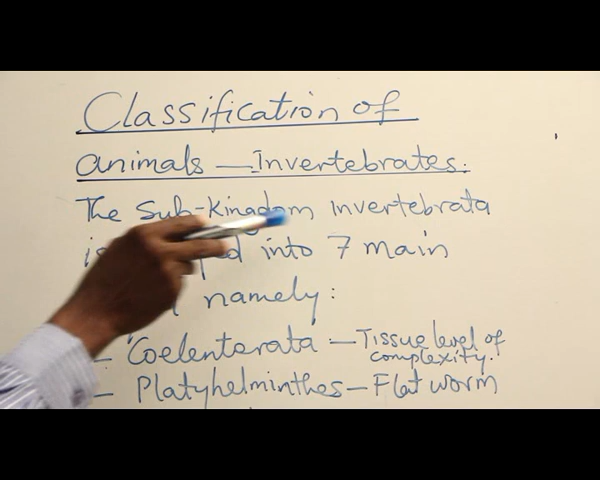 Classification of
animals — Invertebrates.
The Sub-Kingdom invertebrata
into 7 main
namely:
– Coelenterata – Tissue level of
complexity.
– Platyhelminthes – Flat worm